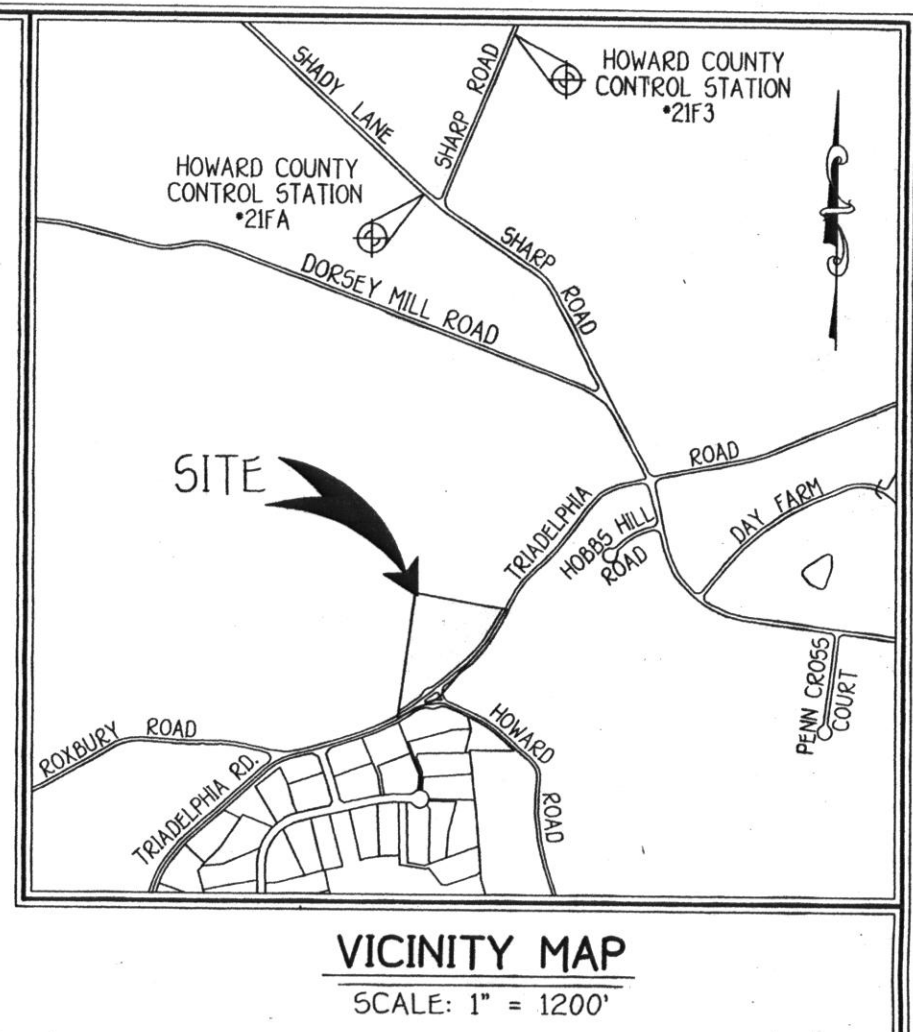 SHADY LANE
SHARP ROAD
HOWARD COUNTY
CONTROL STATION
•21F3
HOWARD COUNTY
CONTROL STATION
•21FA
SHARP
ROAD
DORSEY MILL ROAD
SITE
ROAD
TRIADELPHIA
HOBBS HILL
ROAD
DAY FARM
PENN CROSS
COURT
ROXBURY ROAD
HOWARD
ROAD
TRIADELPHIA RD.
VICINITY MAP
SCALE: 1" = 1200'